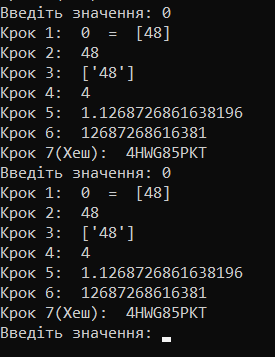 Введіть значення: 0
Крок 1:  0  =  [48]
Крок 2:  48
Крок 3:  ['48']
Крок 4:  4
Крок 5:  1.1268726861638196
Крок 6:  12687268616381
Крок 7(Хеш):  4HWG85PKT
Введіть значення: 0
Крок 1:  0  =  [48]
Крок 2:  48
Крок 3:  ['48']
Крок 4:  4
Крок 5:  1.1268726861638196
Крок 6:  12687268616381
Крок 7(Хеш):  4HWG85PKT
Введіть значення: